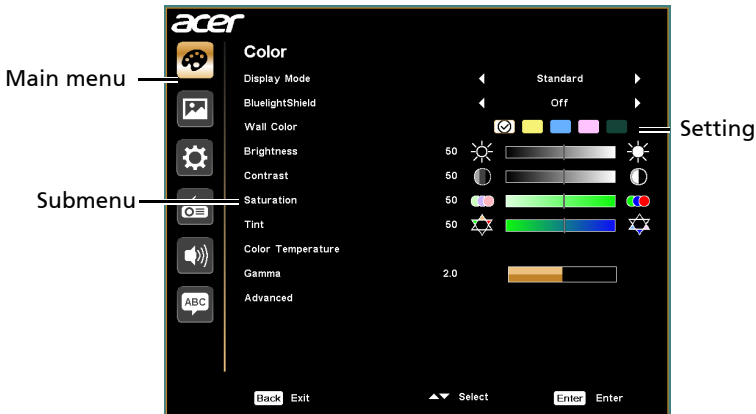 acer
Color
Main menu
Display Mode Standard
BluelightShield Off
Wall Color
Setting
Brightness 50
Contrast 50
Submenu
Saturation 50
Tint 50
Color Temperature
Gamma 2.0
ABC
Advanced
Back Exit Select Enter Enter